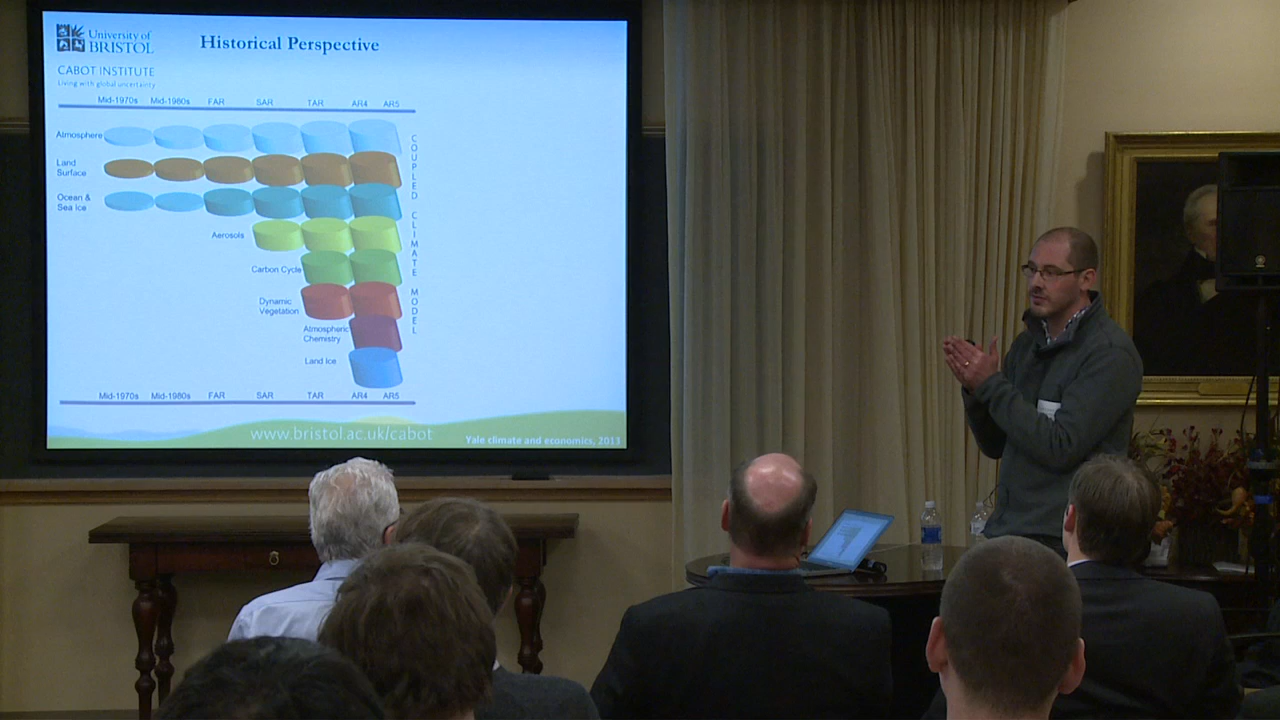 University of
BRISTOL
Historical Perspective
CABOT INSTITUTE
Living with global uncertainty
Mid-1970s Mid-1980s FAR SAR TAR AR4 AR5
Atmosphere
Land
Surface
Ocean &
Sea Ice
Aerosols
Carbon Cycle
Dynamic
Vegetation
Atmospheric
Chemistry
Land Ice
COUPLED CLIMATE MODEL
Mid-1970s Mid-1980s FAR SAR TAR AR4 AR5
www.bristol.ac.uk/cabot
Yale climate and economics, 2013